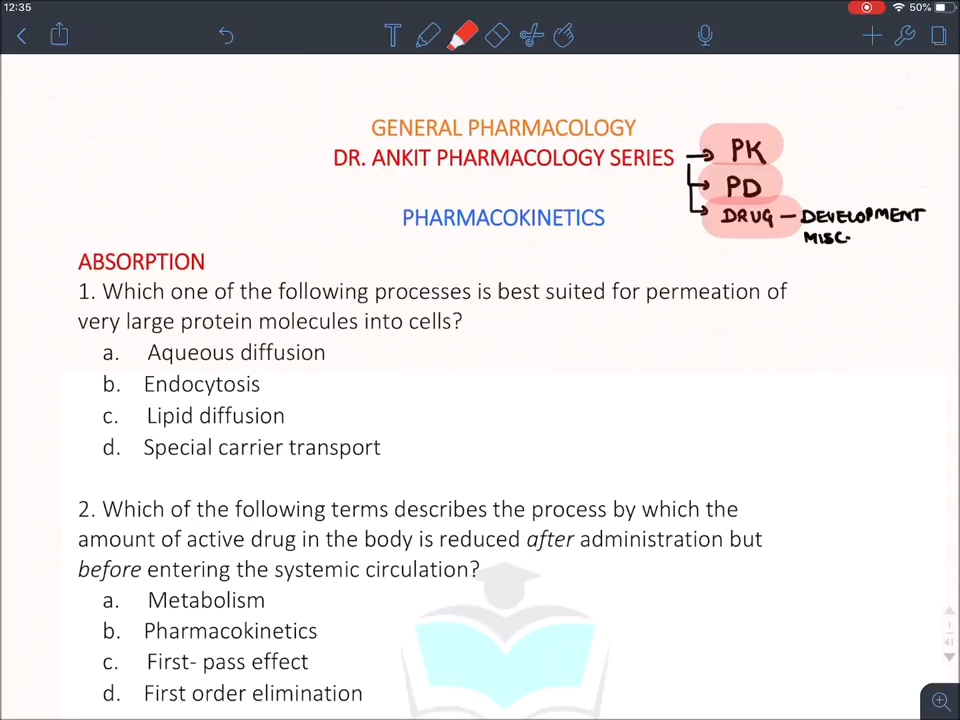 12:35
50%
GENERAL PHARMACOLOGY
DR. ANKIT PHARMACOLOGY SERIES
PK
PD
DRUG - DEVELOPMENT
MISC.
PHARMACOKINETICS
ABSORPTION
1. Which one of the following processes is best suited for permeation of
very large protein molecules into cells?
a. Aqueous diffusion
b. Endocytosis
c. Lipid diffusion
d. Special carrier transport
2. Which of the following terms describes the process by which the
amount of active drug in the body is reduced after administration but
before entering the systemic circulation?
a. Metabolism
b. Pharmacokinetics
c. First- pass effect
d. First order elimination
1
41